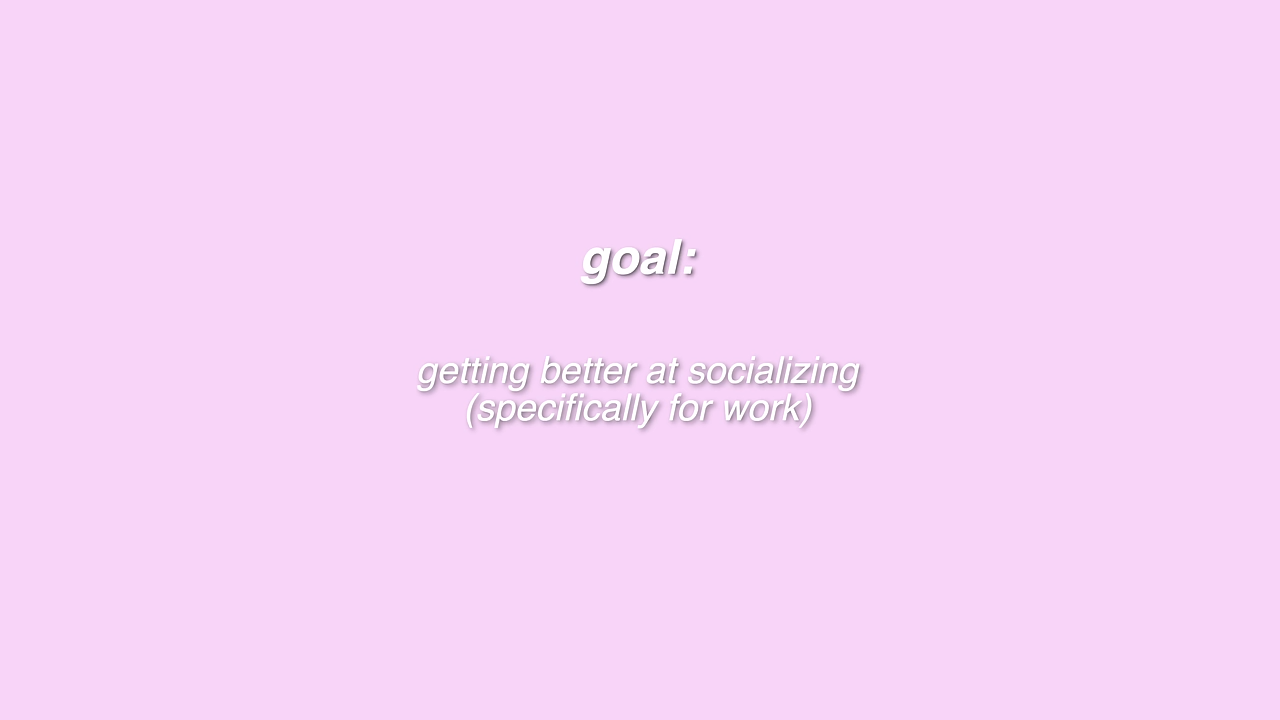 goal:
getting better at socializing
(specifically for work)